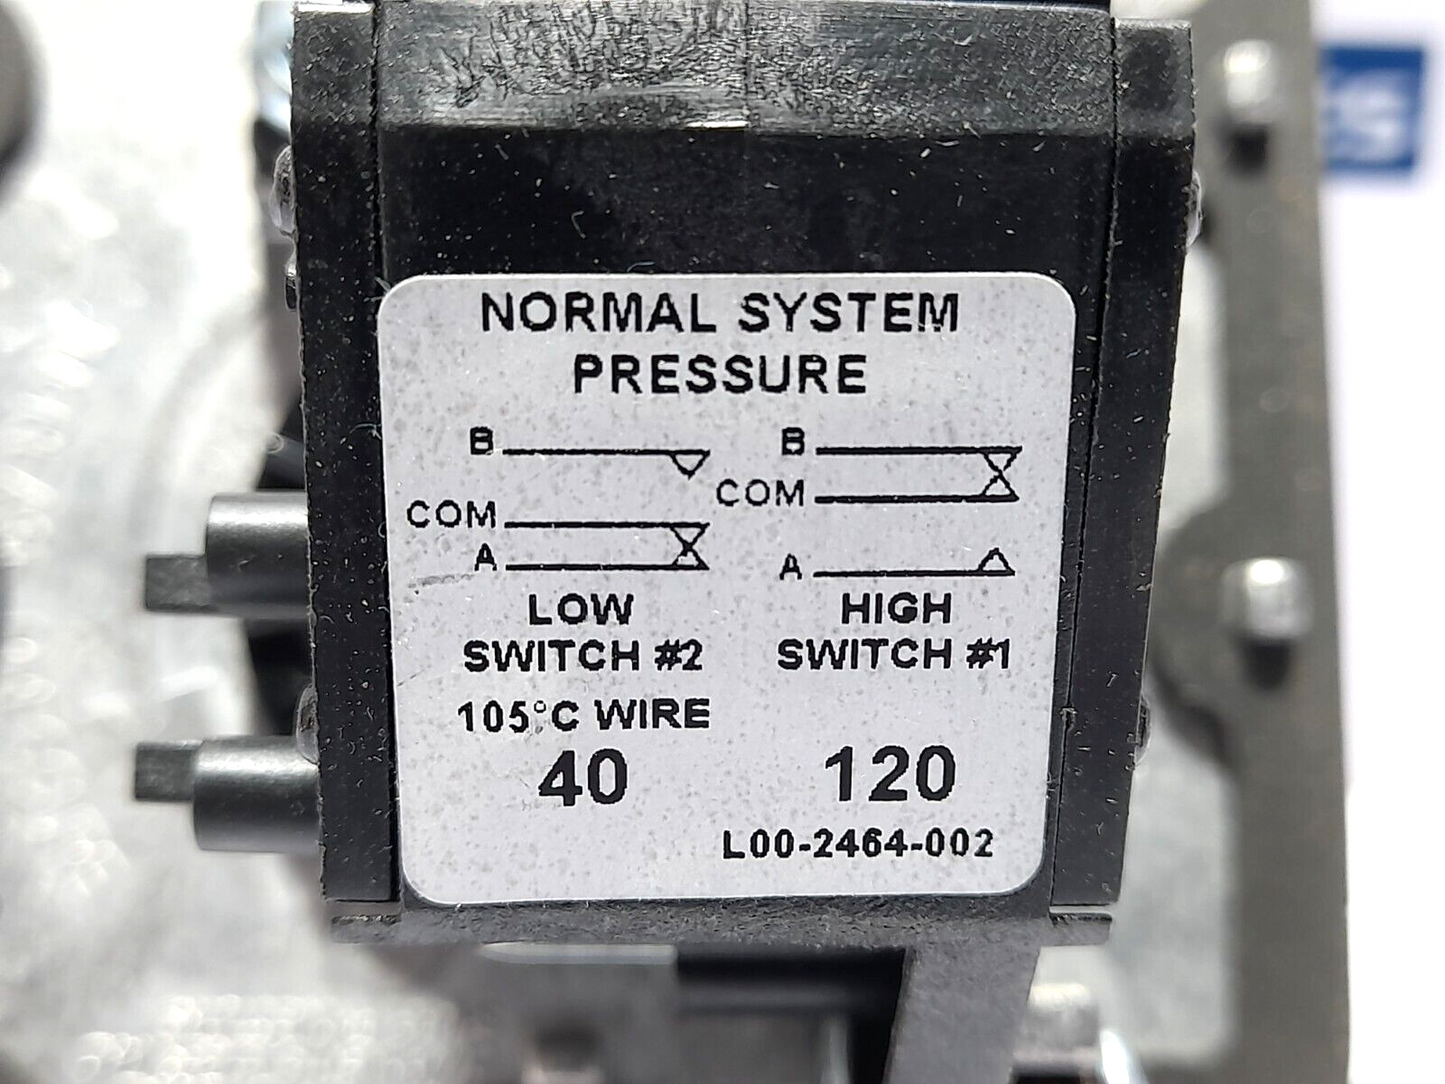 NORMAL SYSTEM
PRESSURE
B
COM
A
LOW
SWITCH #2
B
COM
A
HIGH
SWITCH #1
105°C WIRE
40
120
L00-2464-002